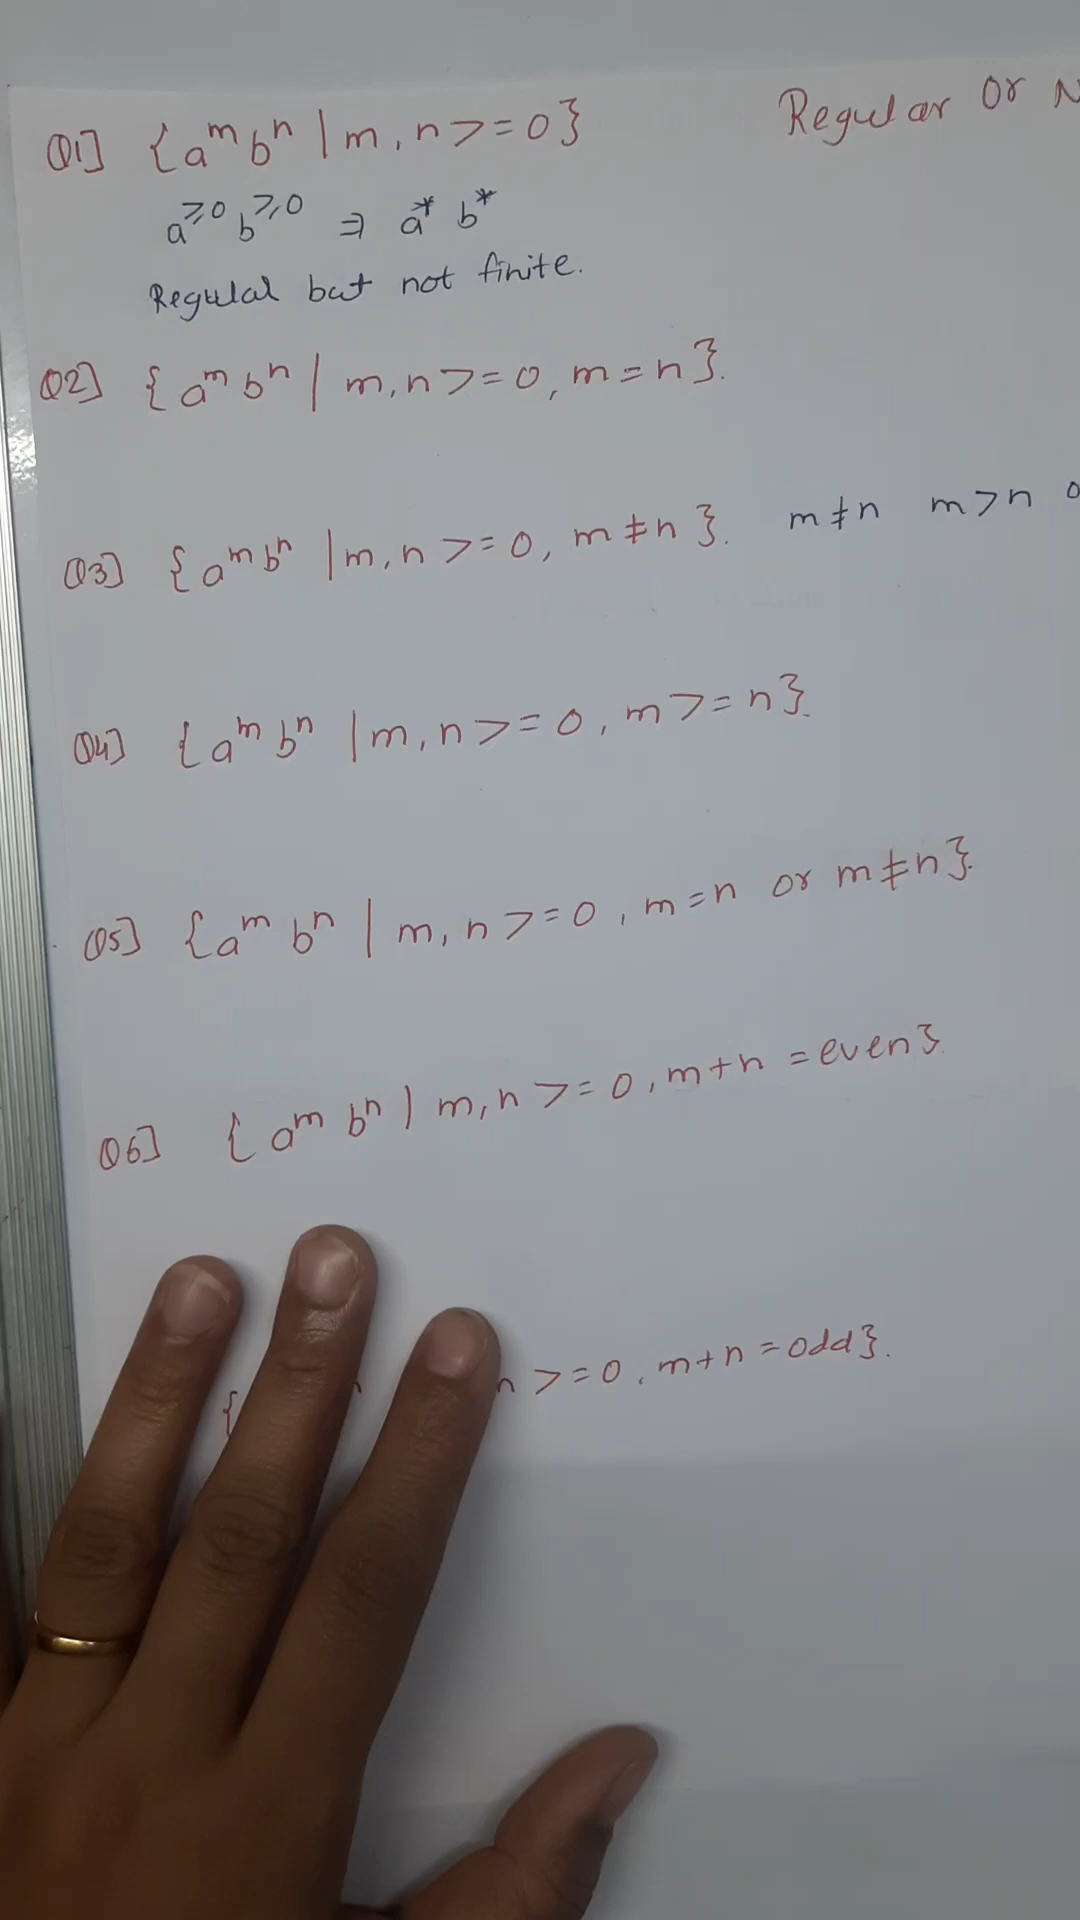 Regular or
Q1] {a^m b^n | m, n >= 0}
a^≥0 b^≥0 ⇒ a* b*
Regular but not finite.
Q2] {a^m b^n | m, n >= 0, m = n}.
Q3] {a^m b^n | m, n >= 0, m ≠ n}. m ≠ n m > n
Q4] {a^m b^n | m, n >= 0, m >= n}.
Q5] {a^m b^n | m, n >= 0, m = n or m ≠ n}.
Q6] {a^m b^n | m, n >= 0, m + n = even}.
{ n >= 0, m + n = odd}.